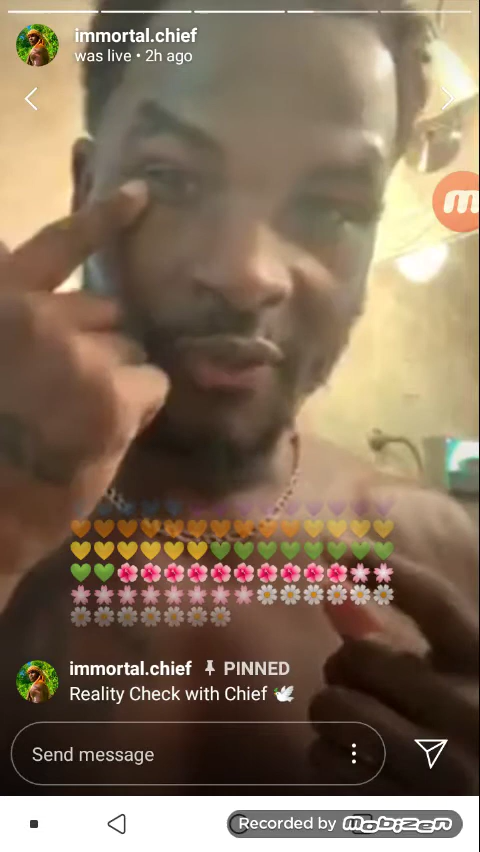 immortal.chief
was live • 2h ago
immortal.chief PINNED
Reality Check with Chief 🕊️
Send message
Recorded by mobizen